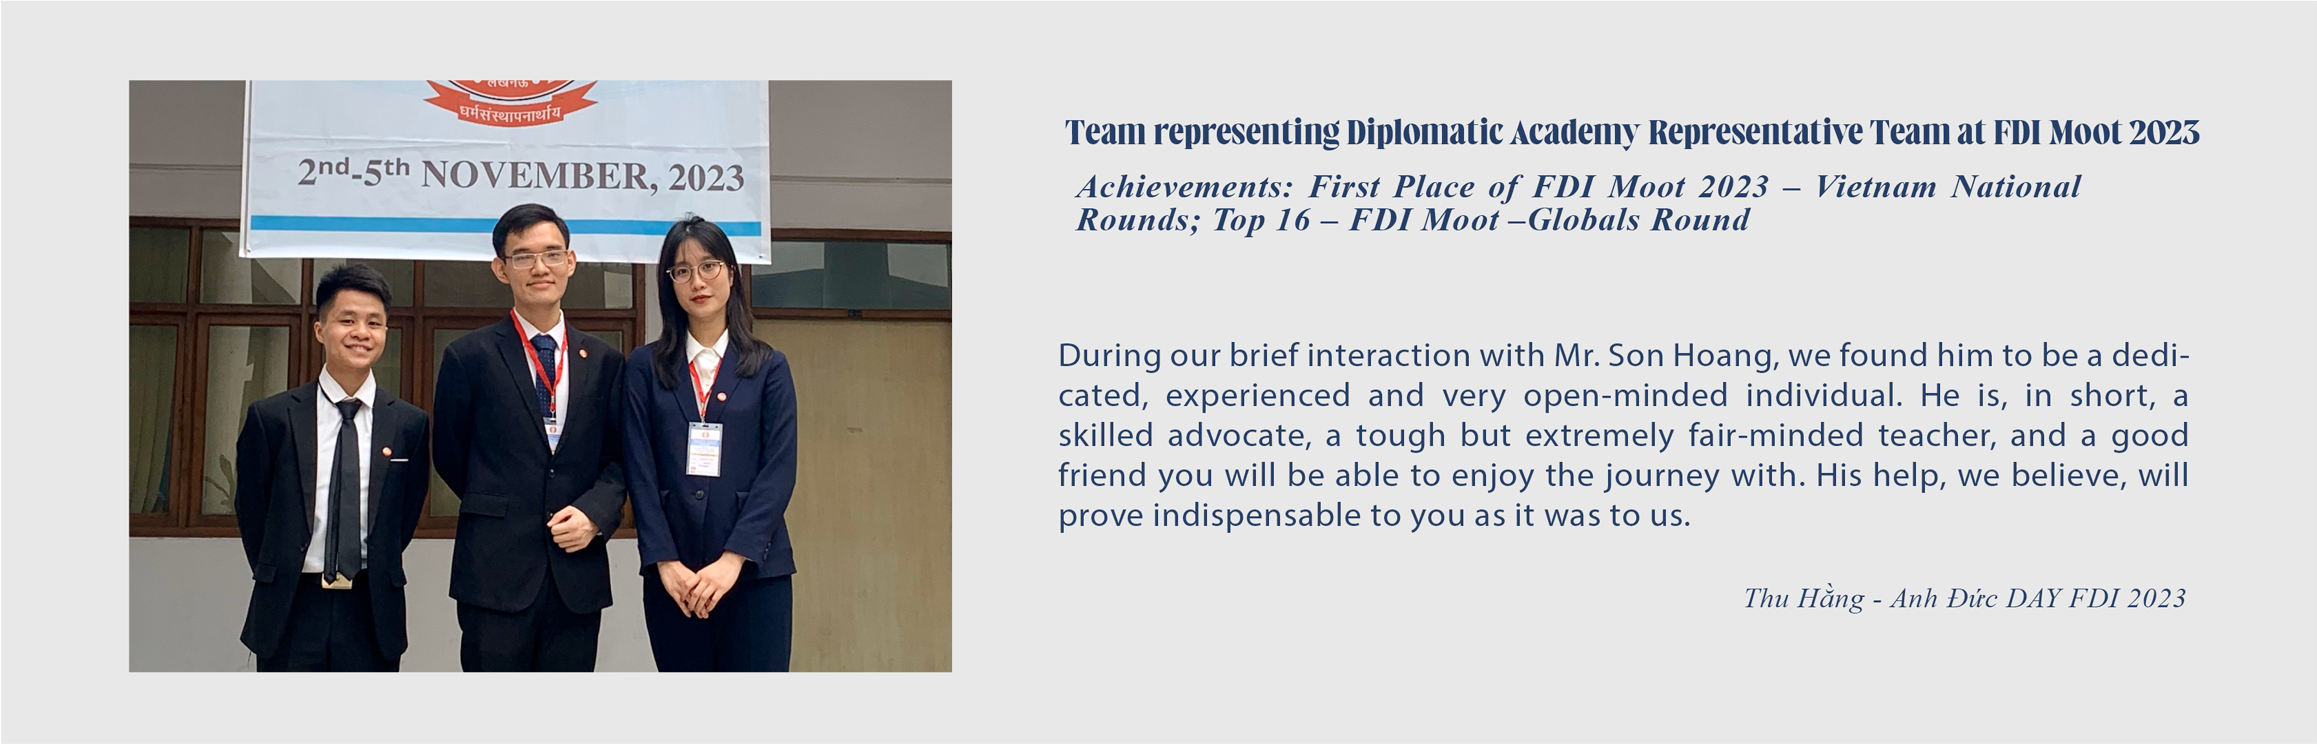 लखनऊ
धर्मसंस्थापनार्थाय
2nd-5th NOVEMBER, 2023
Team representing Diplomatic Academy Representative Team at FDI Moot 2023
Achievements: First Place of FDI Moot 2023 – Vietnam National
Rounds; Top 16 – FDI Moot –Globals Round
During our brief interaction with Mr. Son Hoang, we found him to be a dedi-
cated, experienced and very open-minded individual. He is, in short, a
skilled advocate, a tough but extremely fair-minded teacher, and a good
friend you will be able to enjoy the journey with. His help, we believe, will
prove indispensable to you as it was to us.
Thu Hằng - Anh Đức DAY FDI 2023